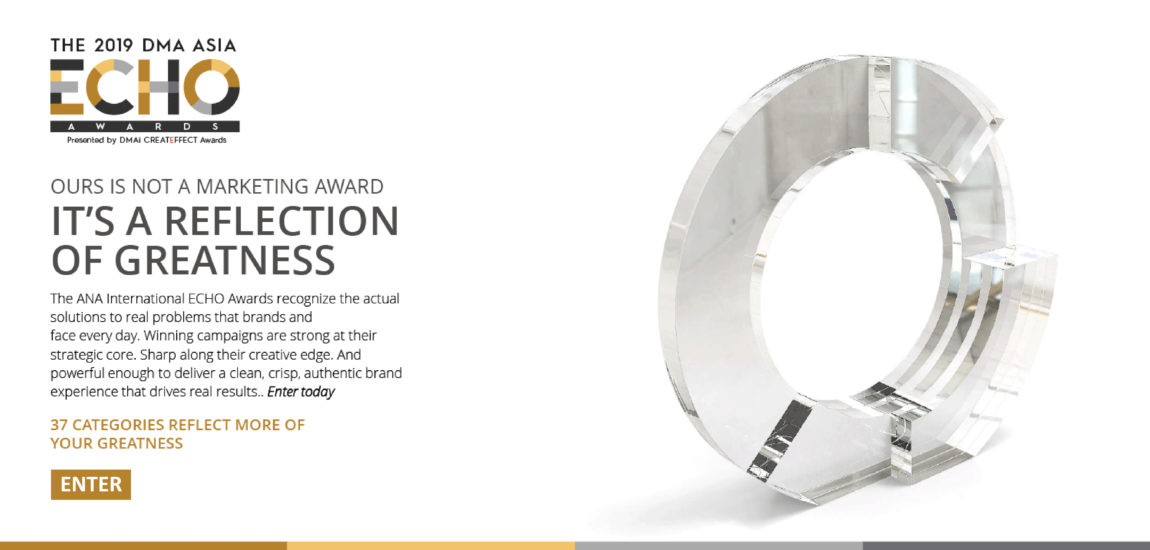 THE 2019 DMA ASIA
ECHO
AWARDS
Presented by DMAi CREATEFFECT Awards
OURS IS NOT A MARKETING AWARD
IT’S A REFLECTION
OF GREATNESS
The ANA International ECHO Awards recognize the actual
solutions to real problems that brands and
face every day. Winning campaigns are strong at their
strategic core. Sharp along their creative edge. And
powerful enough to deliver a clean, crisp, authentic brand
experience that drives real results.. Enter today
37 CATEGORIES REFLECT MORE OF
YOUR GREATNESS
ENTER